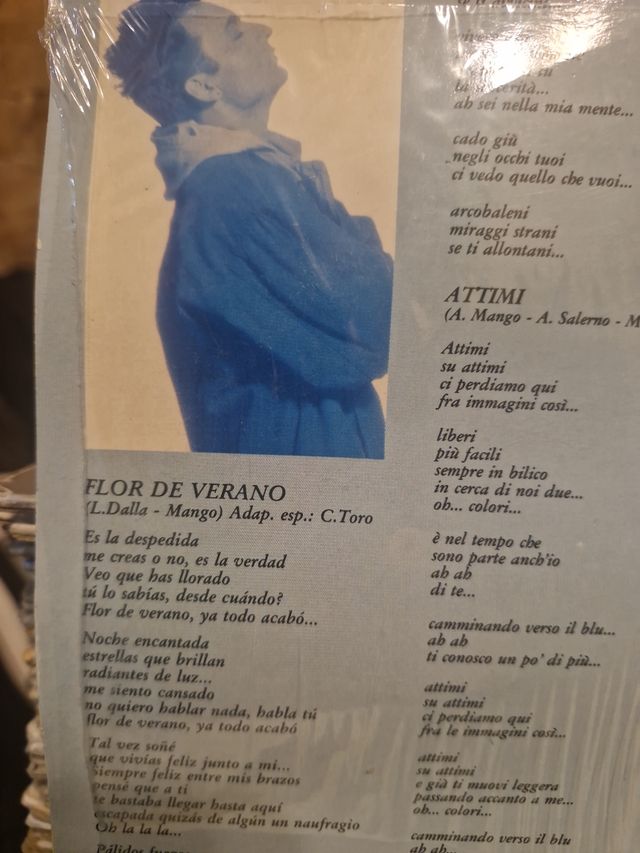 FLOR DE VERANO
(L.Dalla - Mango) Adap. esp.: C.Toro
Es la despedida
me creas o no, es la verdad
Veo que has llorado
tú lo sabías, desde cuándo?
Flor de verano, ya todo acabó...
Noche encantada
estrellas que brillan
radiantes de luz...
me siento cansado
no quiero hablar nada, habla tú
flor de verano, ya todo acabó
Tal vez soñé
que vivías feliz junto a mi...
Siempre feliz entre mis brazos
pensé que a ti
te bastaba llegar hasta aquí
escapada quizás de algún un naufragio
Oh la la la...
Pálidos
tu
ah sei nella mia mente...
cado giù
negli occhi tuoi
ci vedo quello che vuoi...
arcobaleni
miraggi strani
se ti allontani...
ATTIMI
(A. Mango - A. Salerno - M
Attimi
su attimi
ci perdiamo qui
fra immagini così...
liberi
più facili
sempre in bilico
in cerca di noi due...
oh... colori...
è nel tempo che
sono parte anch'io
ah ah
di te...
camminando verso il blu...
ah ah
ti conosco un po' di più...
attimi
su attimi
ci perdiamo qui
fra le immagini così...
attimi
su attimi
e già ti muovi leggera
passando accanto a me...
oh... colori...
camminando verso il blu
ah ah...